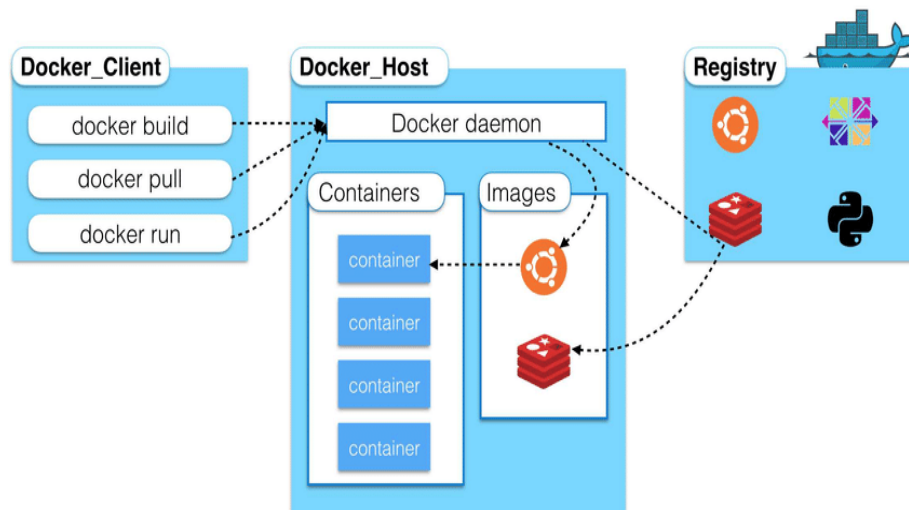 Docker_Client
docker build
docker pull
docker run
Docker_Host
Docker daemon
Containers
container
container
container
container
Images
Registry